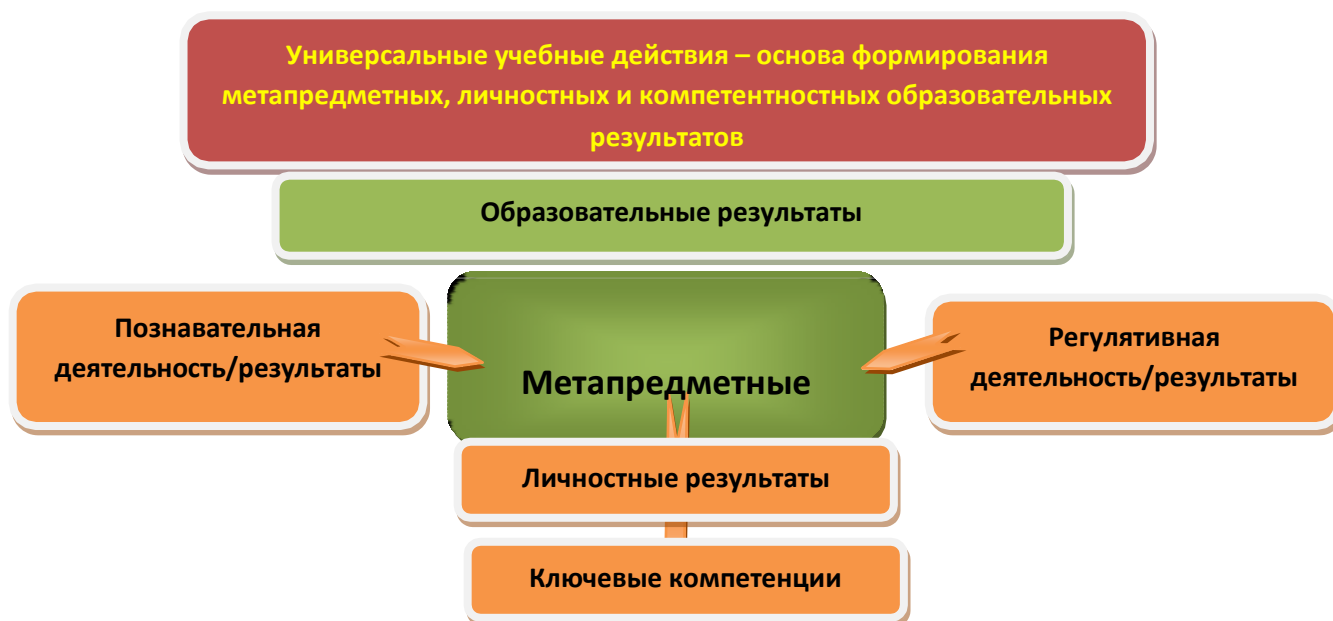 Универсальные учебные действия – основа формирования
метапредметных, личностных и компетентностных образовательных
результатов
Образовательные результаты
Познавательная
деятельность/результаты
Метапредметные
Регулятивная
деятельность/результаты
Личностные результаты
Ключевые компетенции